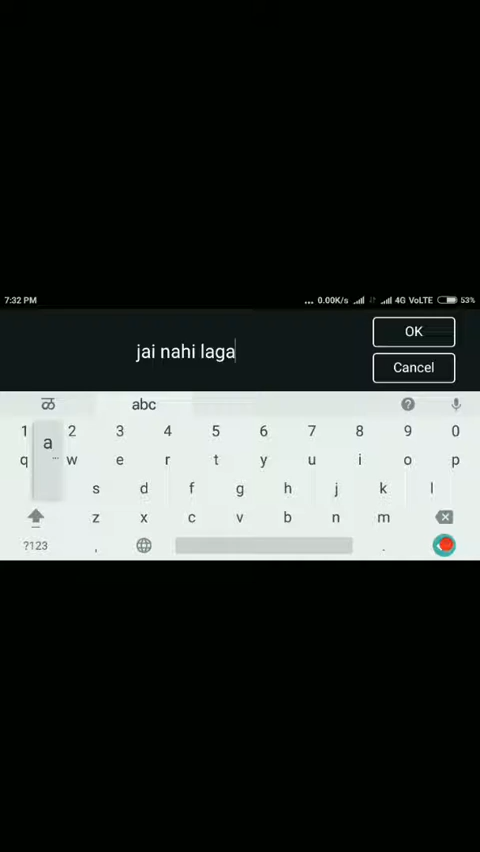 7:32 PM ... 0.00K/s 4G VoLTE 53%
OK
jai nahi laga
Cancel
ळ abc ?
1 2 3 4 5 6 7 8 9 0
a
q w e r t y u i o p
s d f g h j k l
z x c v b n m
?123 , .